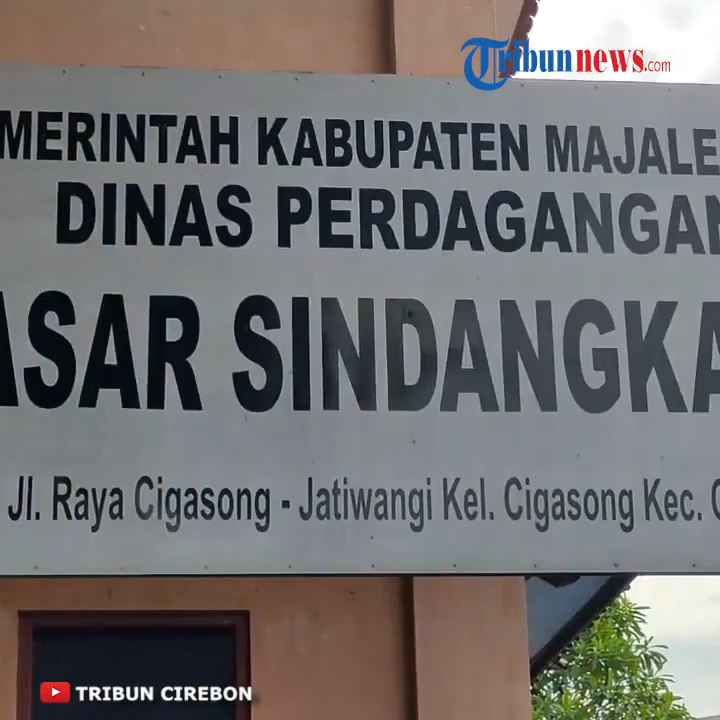 Tribunnews.com
MERINTAH KABUPATEN MAJALE
DINAS PERDAGANGAN
ASAR SINDANGKA
Jl. Raya Cigasong - Jatiwangi Kel. Cigasong Kec. C
TRIBUN CIREBON